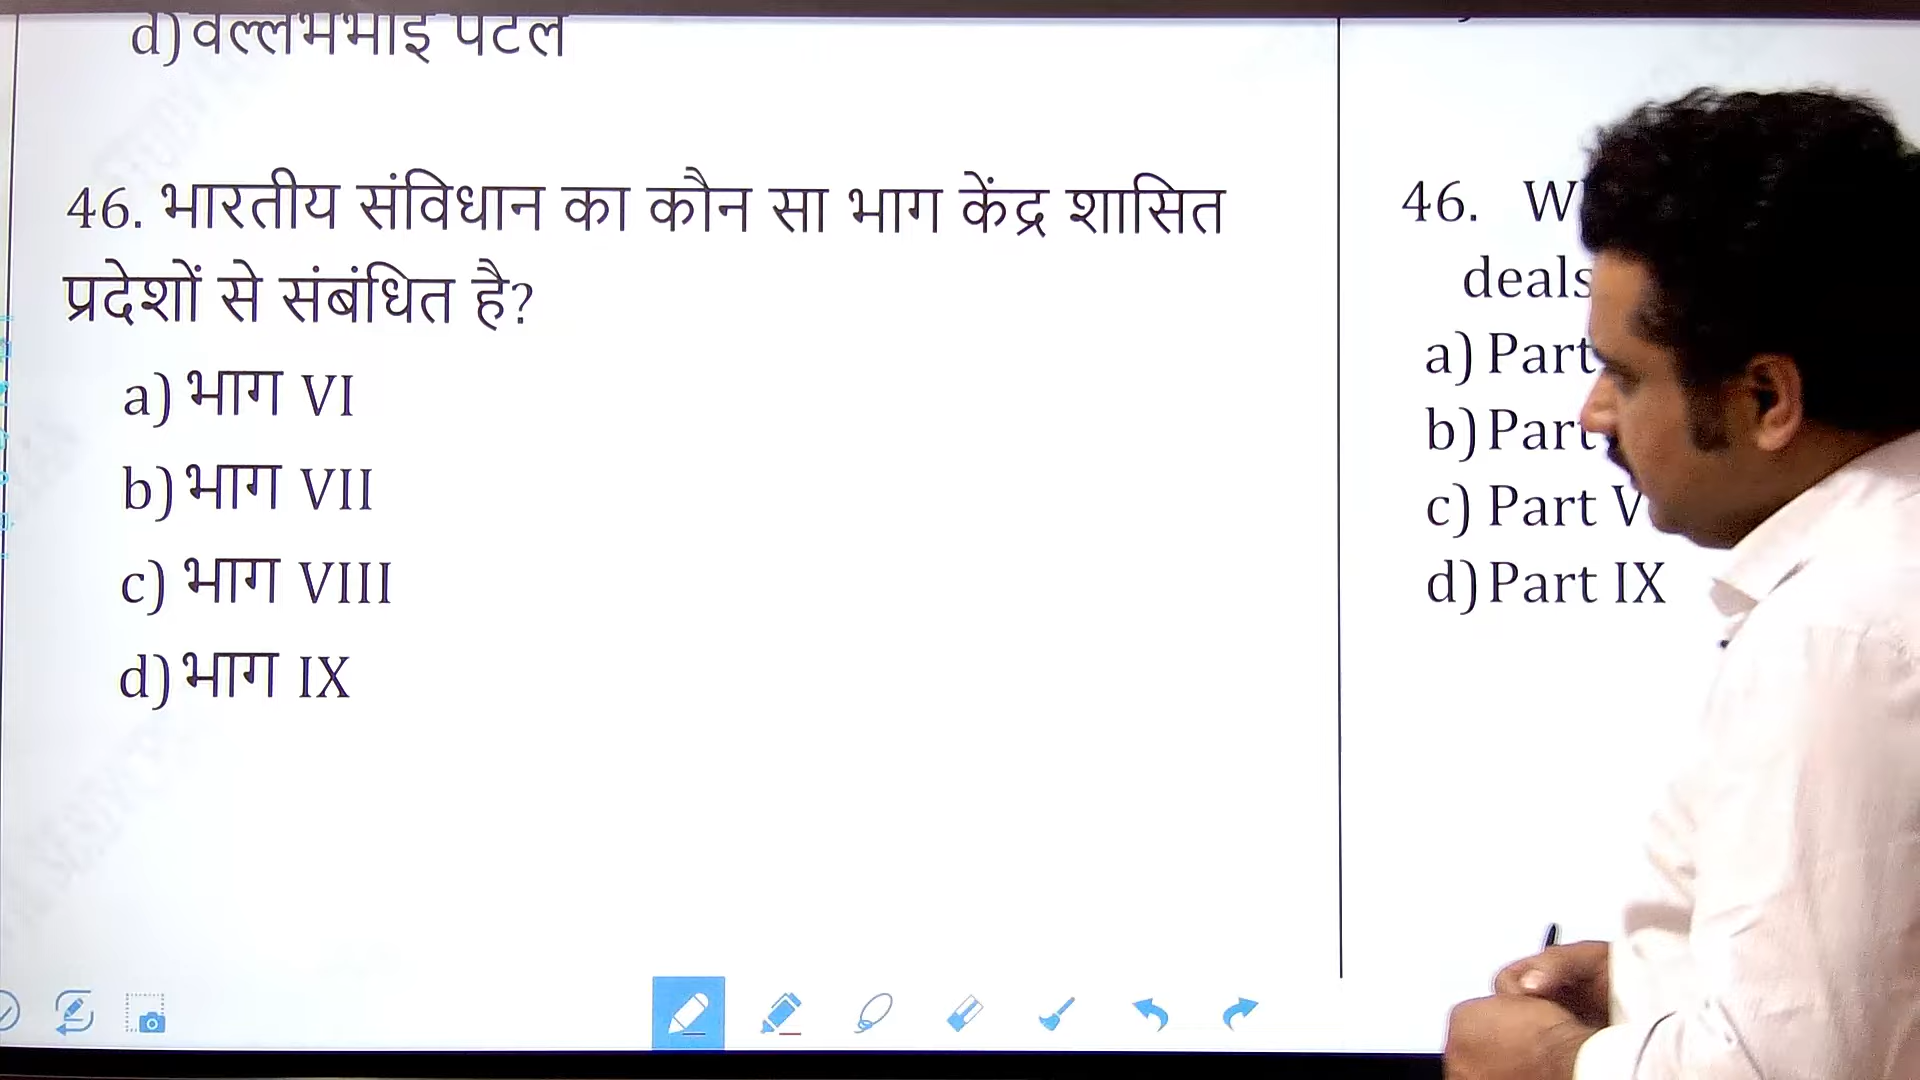 d) वल्लभभाई पटेल
46. भारतीय संविधान का कौन सा भाग केंद्र शासित
प्रदेशों से संबंधित है?
a) भाग VI
b) भाग VII
c) भाग VIII
d) भाग IX
46.
deals
a) Part
b) Part
c) Part
d) Part IX